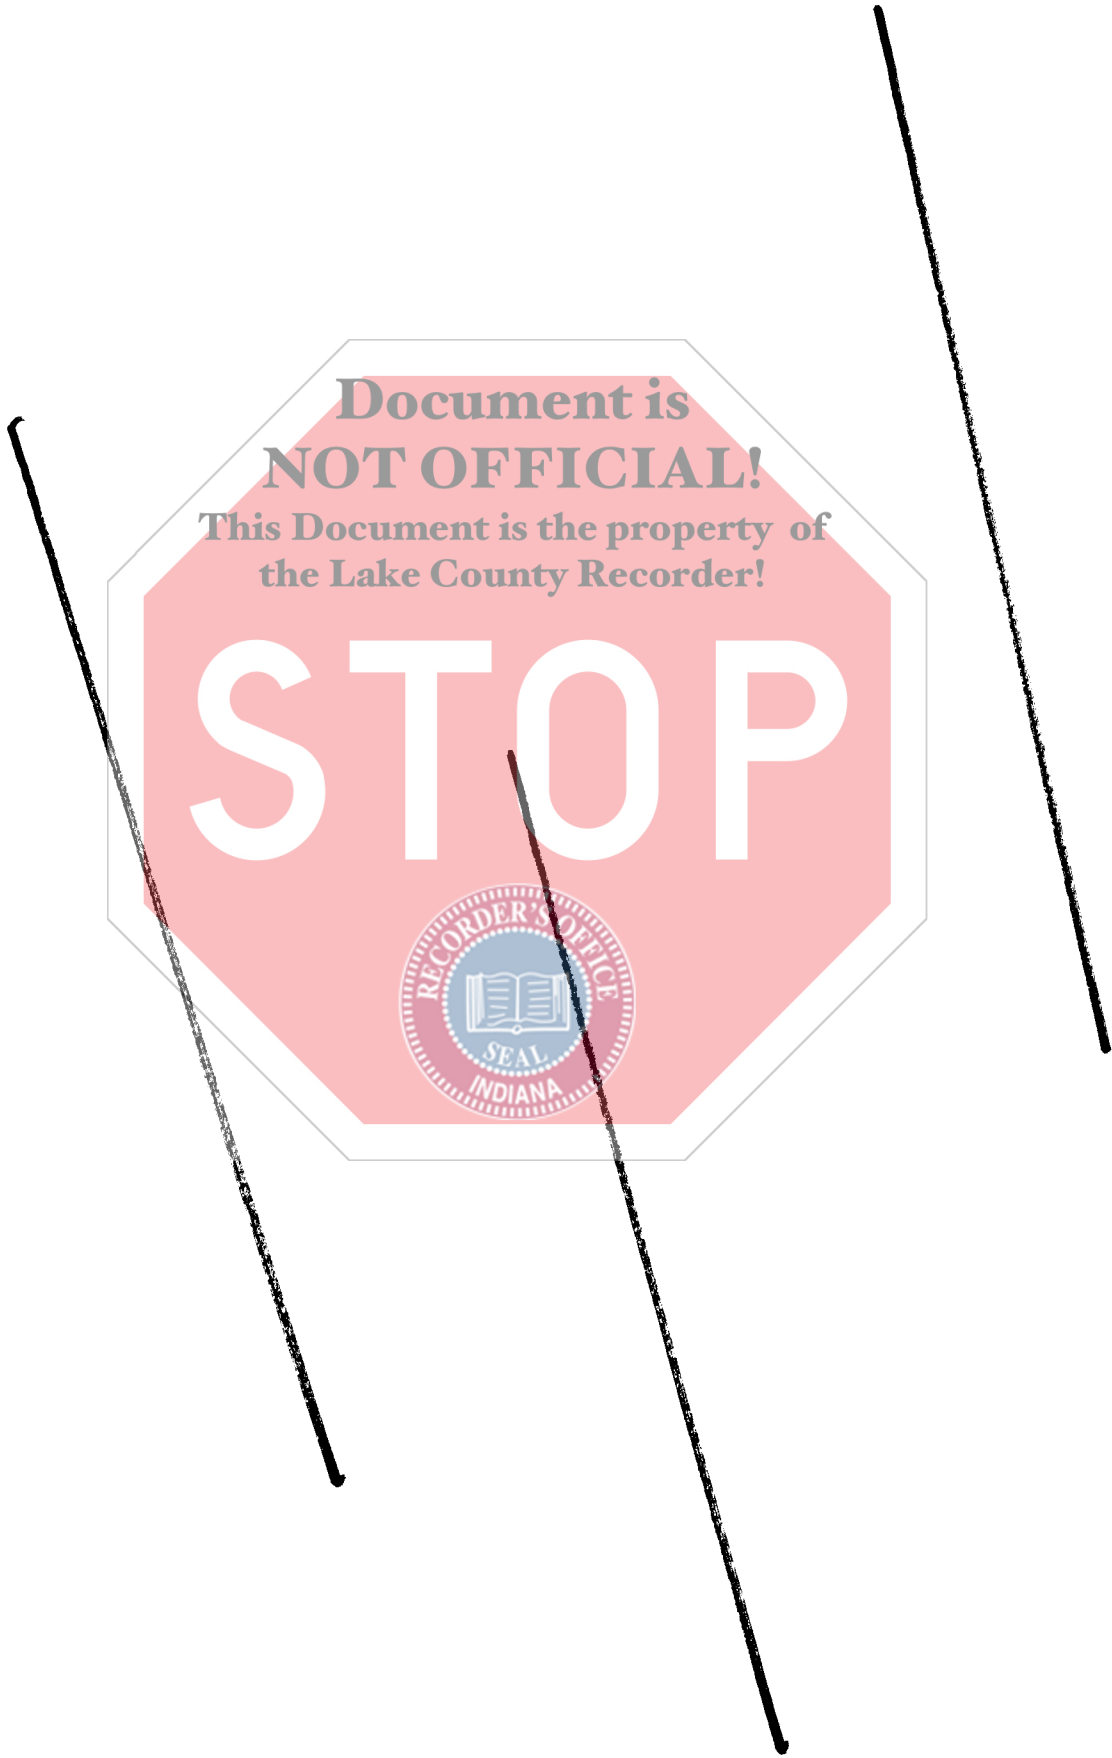 Document is
NOT OFFICIAL!
This Document is the property of
the Lake County Recorder!
STOP
RECORDER'S OFFICE
SEAL
INDIANA